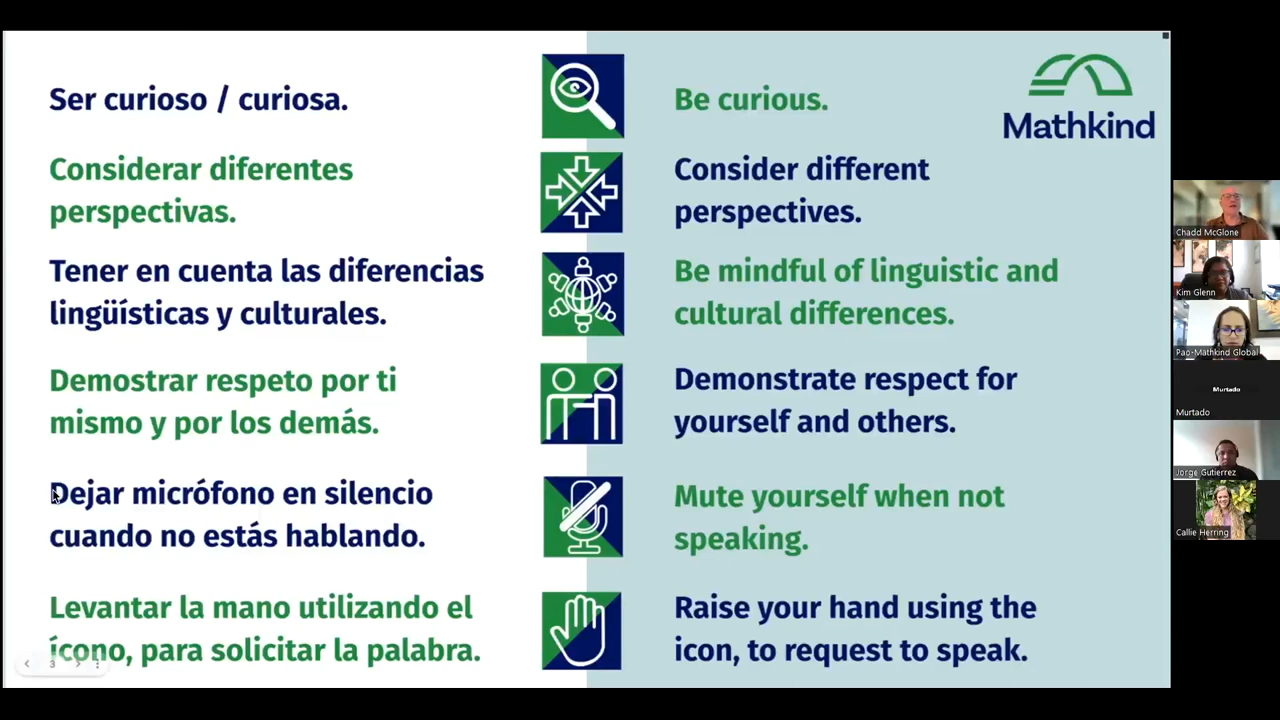 Ser curioso / curiosa.
Considerar diferentes
perspectivas.
Tener en cuenta las diferencias
lingüísticas y culturales.
Demostrar respeto por ti
mismo y por los demás.
Dejar micrófono en silencio
cuando no estás hablando.
Levantar la mano utilizando el
ícono, para solicitar la palabra.
3
Be curious.
Consider different
perspectives.
Be mindful of linguistic and
cultural differences.
Demonstrate respect for
yourself and others.
Mute yourself when not
speaking.
Raise your hand using the
icon, to request to speak.
Mathkind
Chadd McGlone
Kim Glenn
Pao-Mathkind Global
Murtado
Murtado
Jorge Gutierrez
Callie Herring